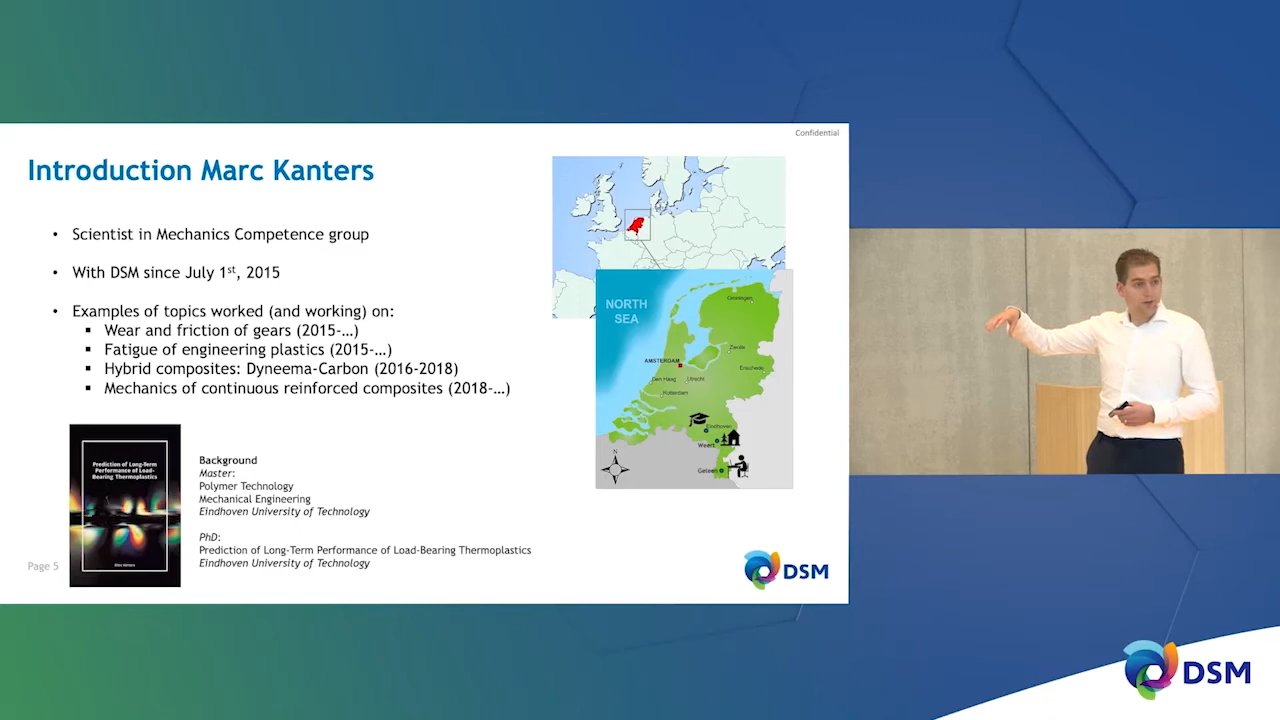 Confidential
Introduction Marc Kanters
• Scientist in Mechanics Competence group
• With DSM since July 1st, 2015
• Examples of topics worked (and working) on:
▪ Wear and friction of gears (2015-…)
▪ Fatigue of engineering plastics (2015-…)
▪ Hybrid composites: Dyneema-Carbon (2016-2018)
▪ Mechanics of continuous reinforced composites (2018-…)
NORTH
SEA
Groningen
Zwolle
AMSTERDAM
Enschede
Den Haag
Utrecht
Rotterdam
Eindhoven
Weert
Geleen
N
Prediction of Long-Term
Performance of Load-
Bearing Thermoplastics
Marc Kanters
Background
Master:
Polymer Technology
Mechanical Engineering
Eindhoven University of Technology
PhD:
Prediction of Long-Term Performance of Load-Bearing Thermoplastics
Eindhoven University of Technology
Page 5
DSM
DSM